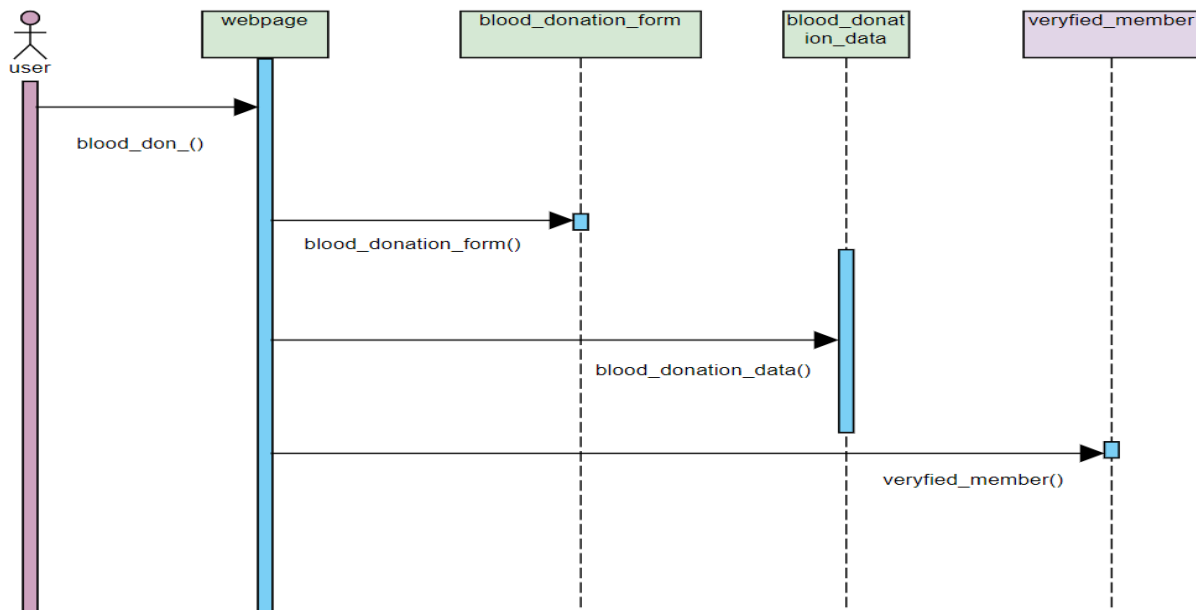 webpage
blood_donation_form
blood_donat
ion_data
veryfied_member
user
blood_don_()
blood_donation_form()
blood_donation_data()
veryfied_member()